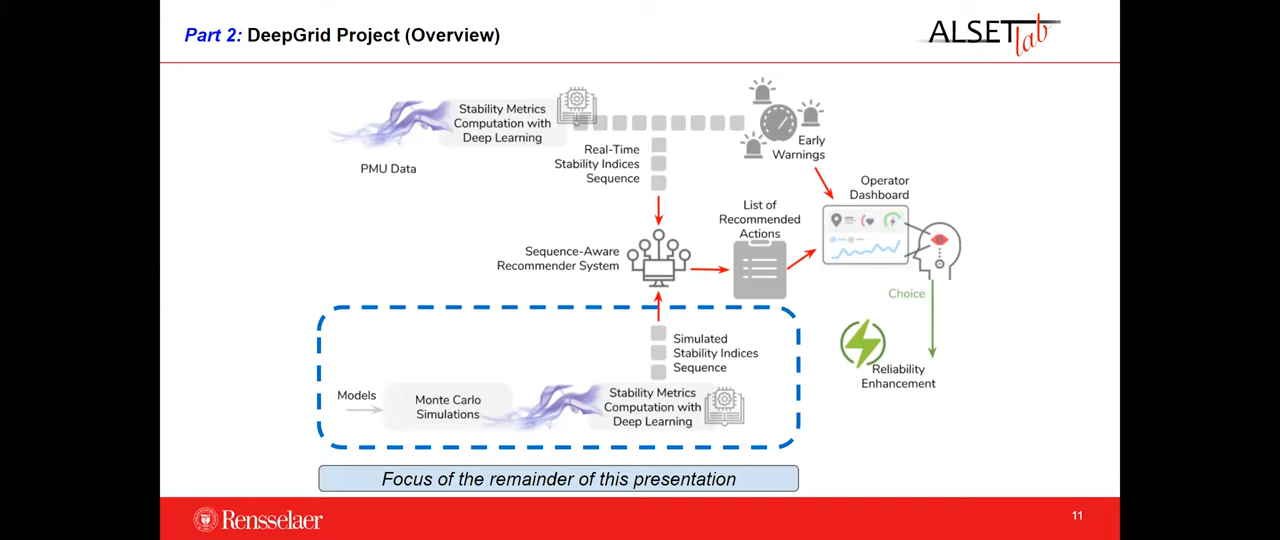 Part 2: DeepGrid Project (Overview)
ALSET lab
Stability Metrics
Computation with
Deep Learning
PMU Data
Real-Time
Stability Indices
Sequence
Early
Warnings
Operator
Dashboard
List of
Recommended
Actions
Sequence-Aware
Recommender System
Choice
Reliability
Enhancement
Simulated
Stability Indices
Sequence
Models
Monte Carlo
Simulations
Stability Metrics
Computation with
Deep Learning
Focus of the remainder of this presentation
Rensselaer
11